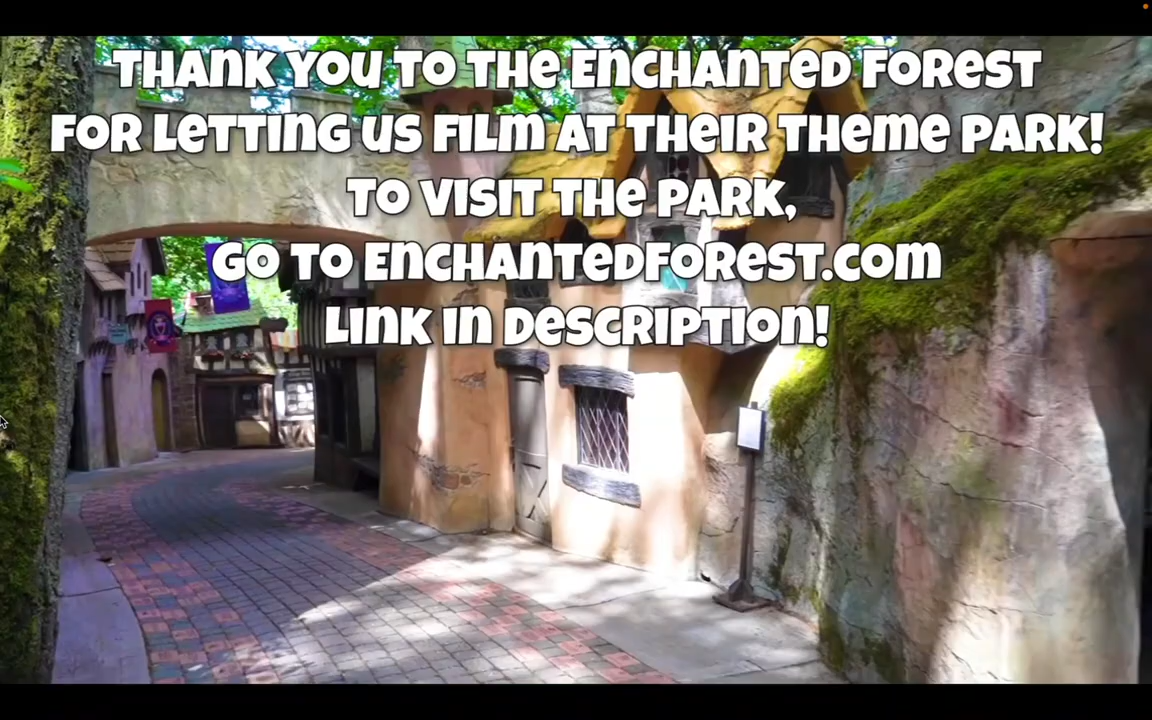 THANK YOU TO THE ENCHANTED FOREST
FOR LETTING US FILM AT THEIR THEME PARK!
TO VISIT THE PARK,
GO TO ENCHANTEDFOREST.COM
LINK IN DESCRIPTION!